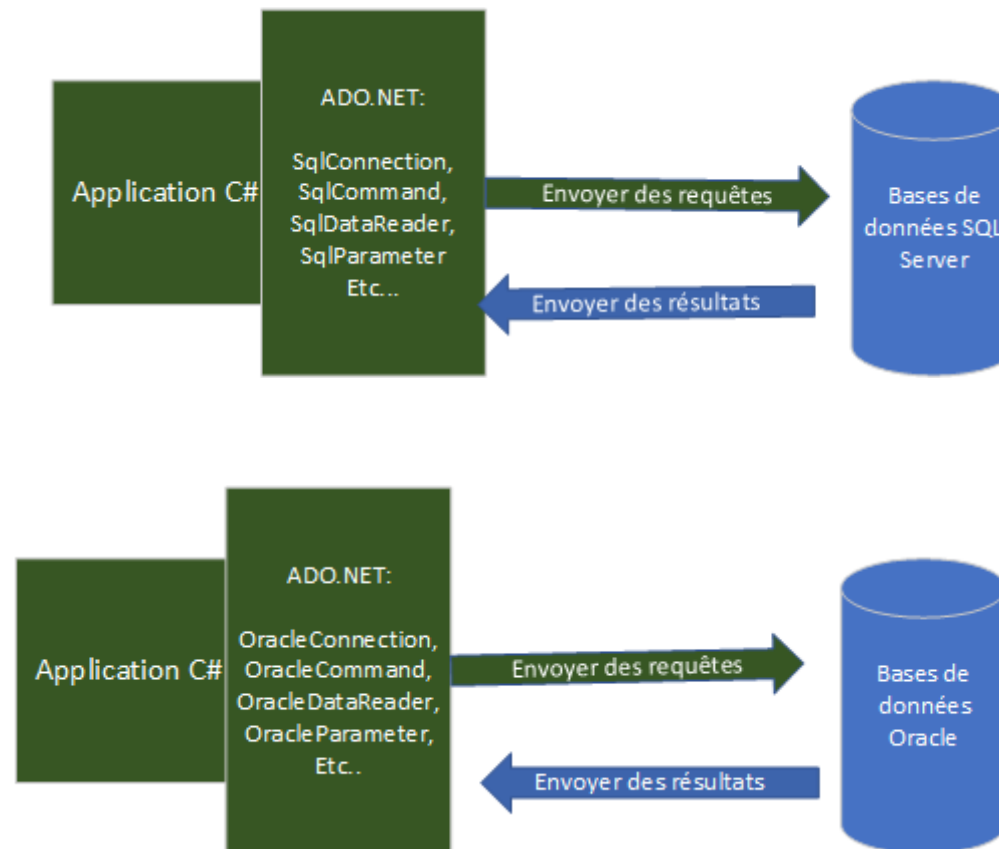 ADO.NET:
SqlConnection,
SqlCommand,
SqlDataReader,
SqlParameter
Etc...
Application C#
Envoyer des requêtes
Envoyer des résultats
Bases de
données SQL
Server
ADO.NET:
OracleConnection,
OracleCommand,
OracleDataReader,
OracleParameter,
Etc..
Application C#
Envoyer des requêtes
Envoyer des résultats
Bases de
données
Oracle